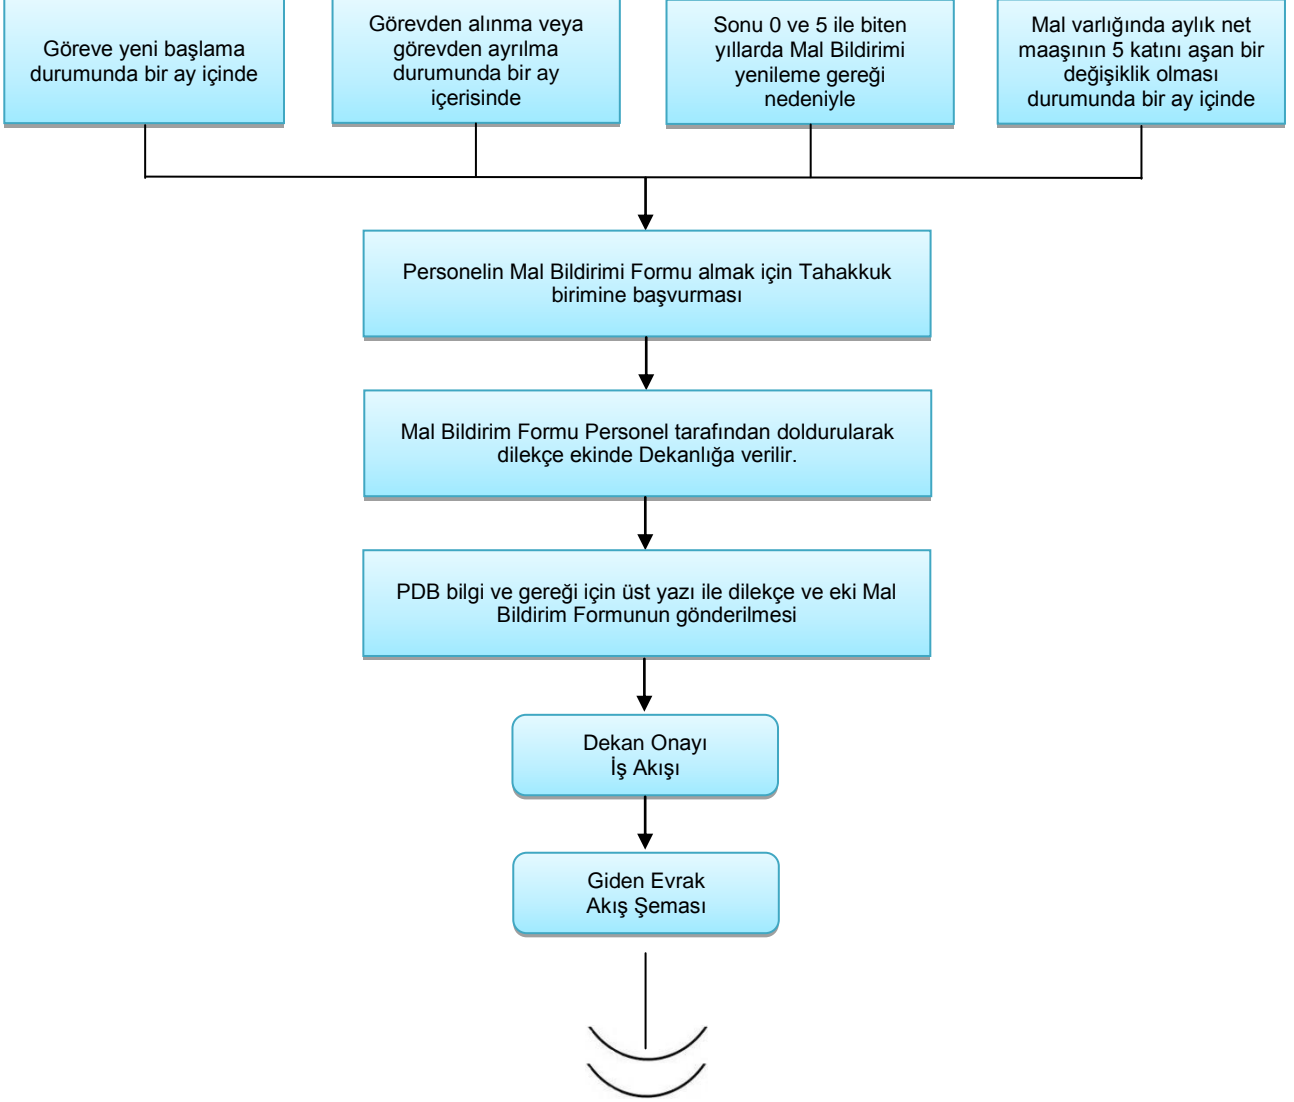 Göreve yeni başlama
durumunda bir ay içinde
Görevden alınma veya
görevden ayrılma
durumunda bir ay
içerisinde
Sonu 0 ve 5 ile biten
yıllarda Mal Bildirimi
yenileme gereği
nedeniyle
Mal varlığında aylık net
maaşının 5 katını aşan bir
değişiklik olması
durumunda bir ay içinde
Personelin Mal Bildirimi Formu almak için Tahakkuk
birimine başvurması
Mal Bildirim Formu Personel tarafından doldurularak
dilekçe ekinde Dekanlığa verilir.
PDB bilgi ve gereği için üst yazı ile dilekçe ve eki Mal
Bildirim Formunun gönderilmesi
Dekan Onayı
İş Akışı
Giden Evrak
Akış Şeması